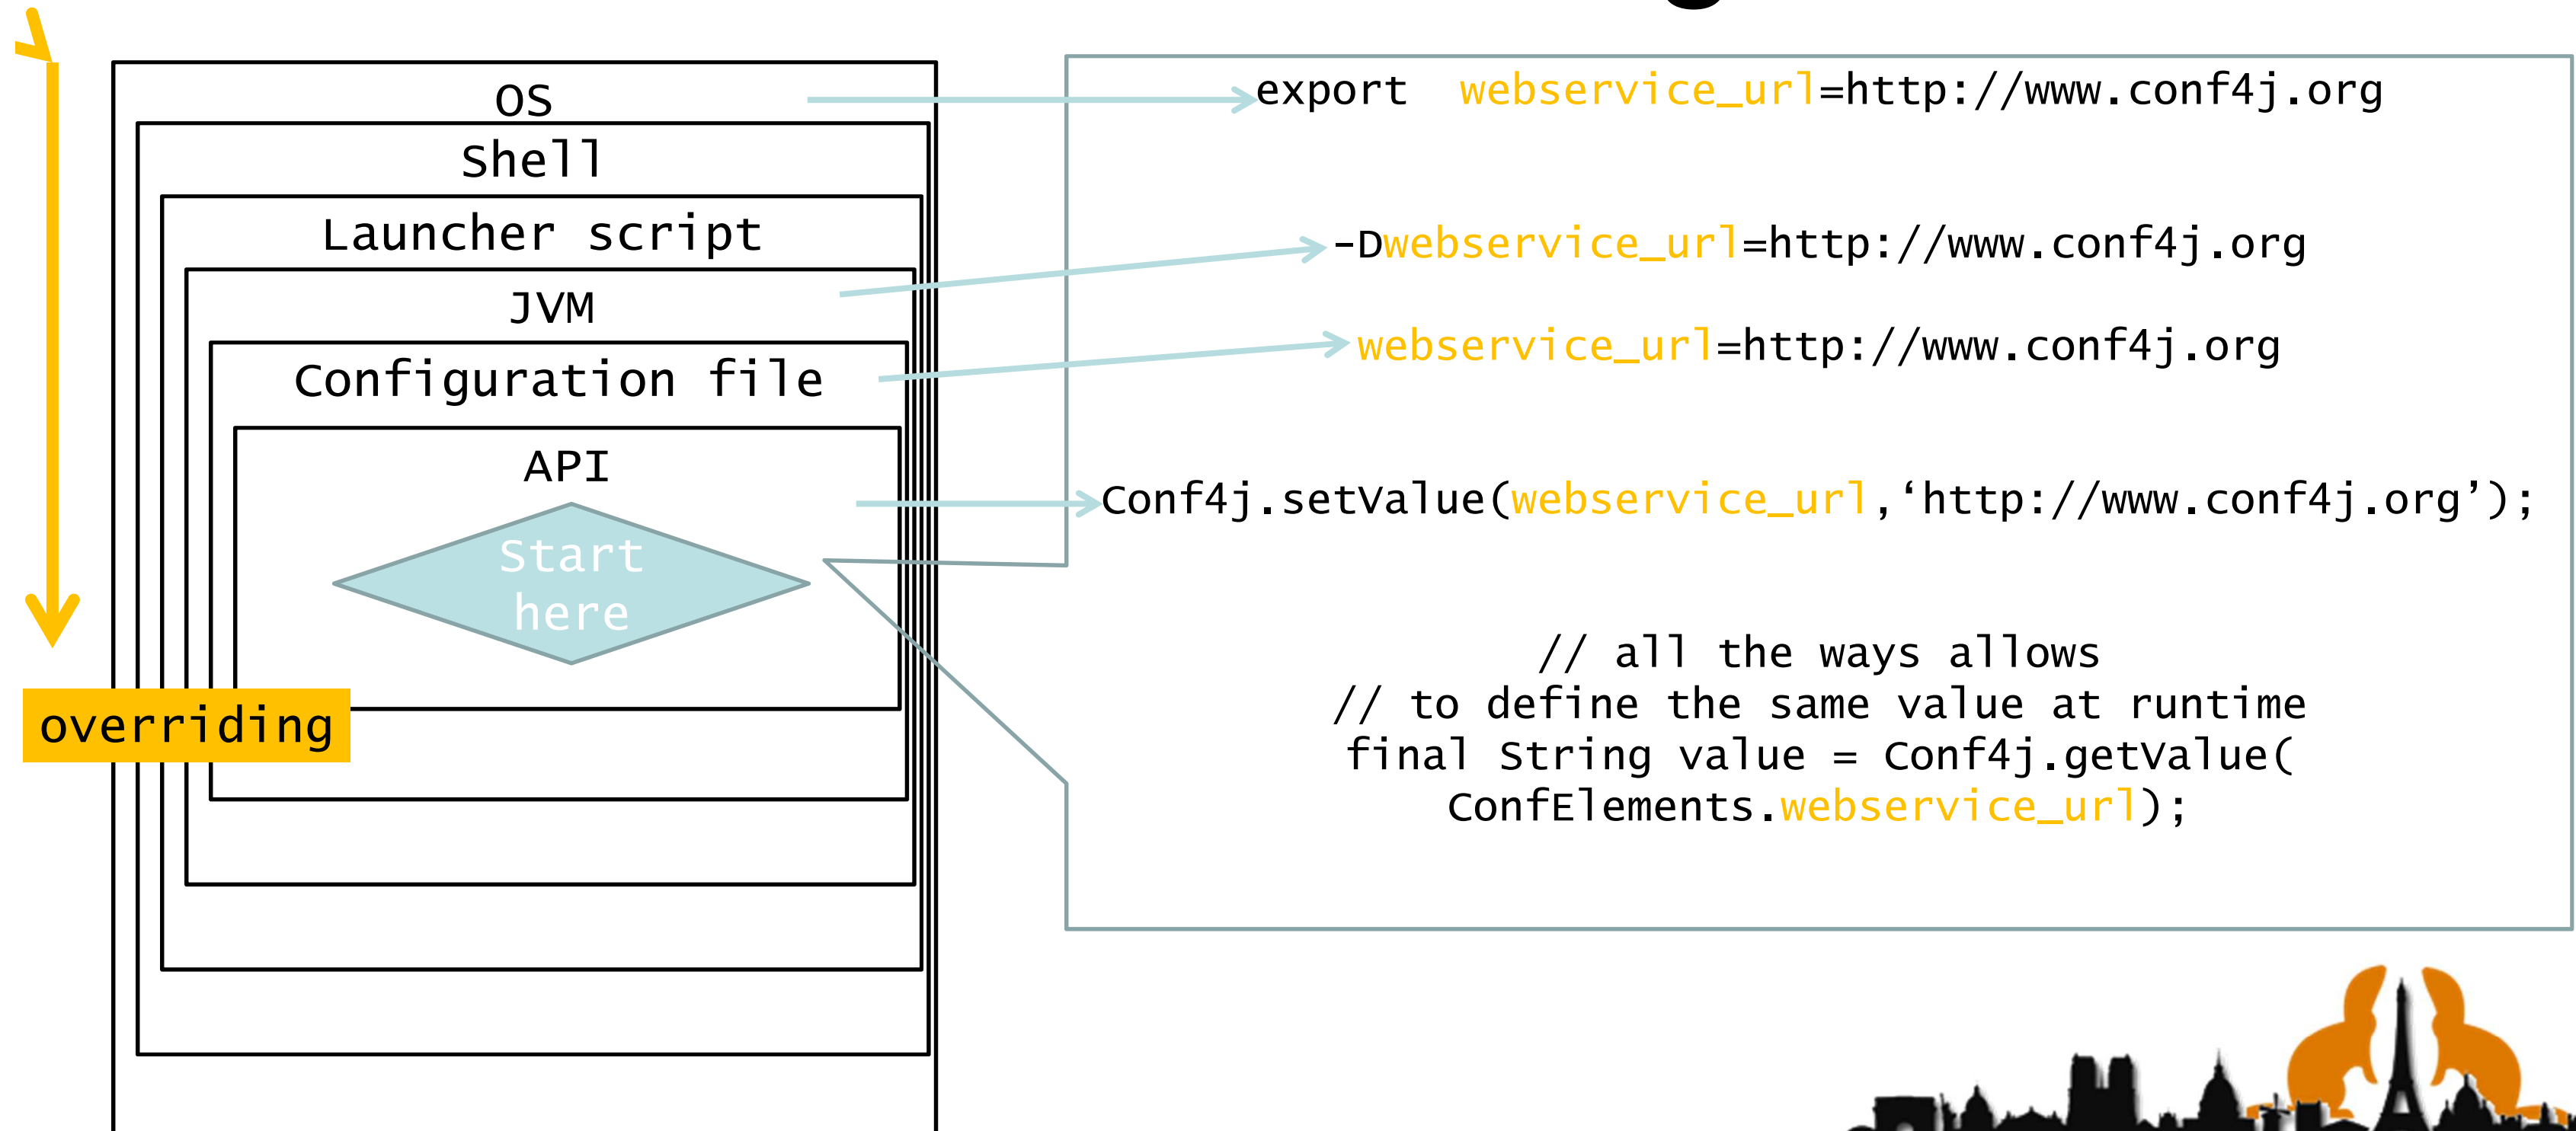 OS
Shell
Launcher script
JVM
Configuration file
API
Start
here
overriding
export webservice_url=http://www.conf4j.org
-Dwebservice_url=http://www.conf4j.org
webservice_url=http://www.conf4j.org
Conf4j.setValue(webservice_url,‘http://www.conf4j.org’);
// all the ways allows
// to define the same value at runtime
final String value = Conf4j.getValue(
ConfElements.webservice_url);